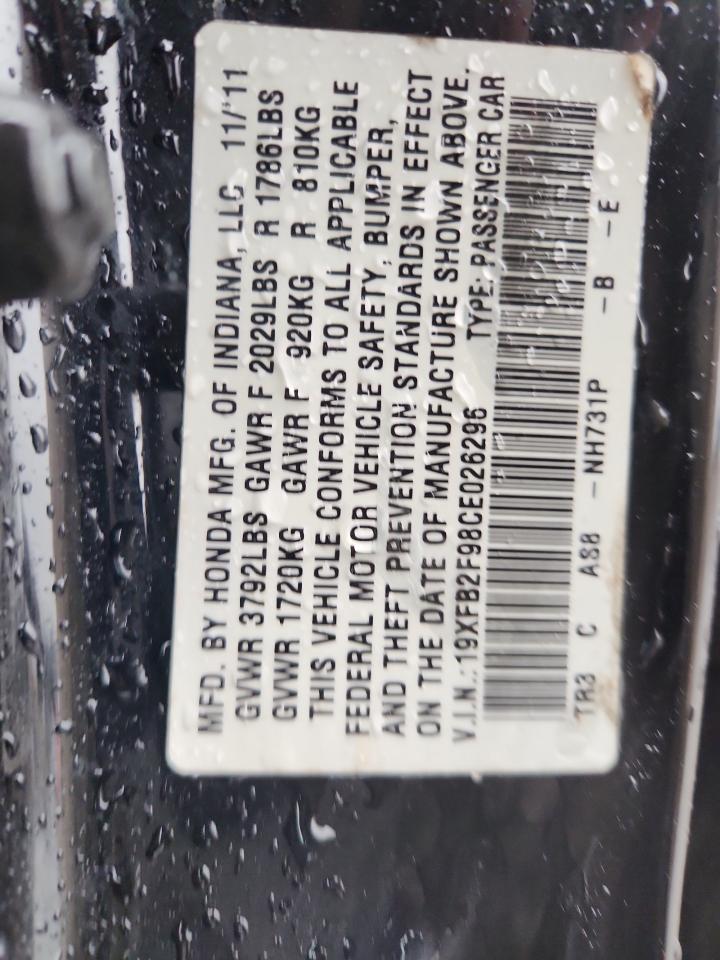 MFD. BY HONDA MFG. OF INDIANA, LLC 11/11
GVWR 3792LBS GAWR F 2029LBS R 1786LBS
GVWR 1720KG GAWR F 920KG R 810KG
THIS VEHICLE CONFORMS TO ALL APPLICABLE
FEDERAL MOTOR VEHICLE SAFETY, BUMPER,
AND THEFT PREVENTION STANDARDS IN EFFECT
ON THE DATE OF MANUFACTURE SHOWN ABOVE.
V.I.N.: 19XFB2F98CE026296 TYPE: PASSENGER CAR
TR3 C AS8 -NH731P -B -E